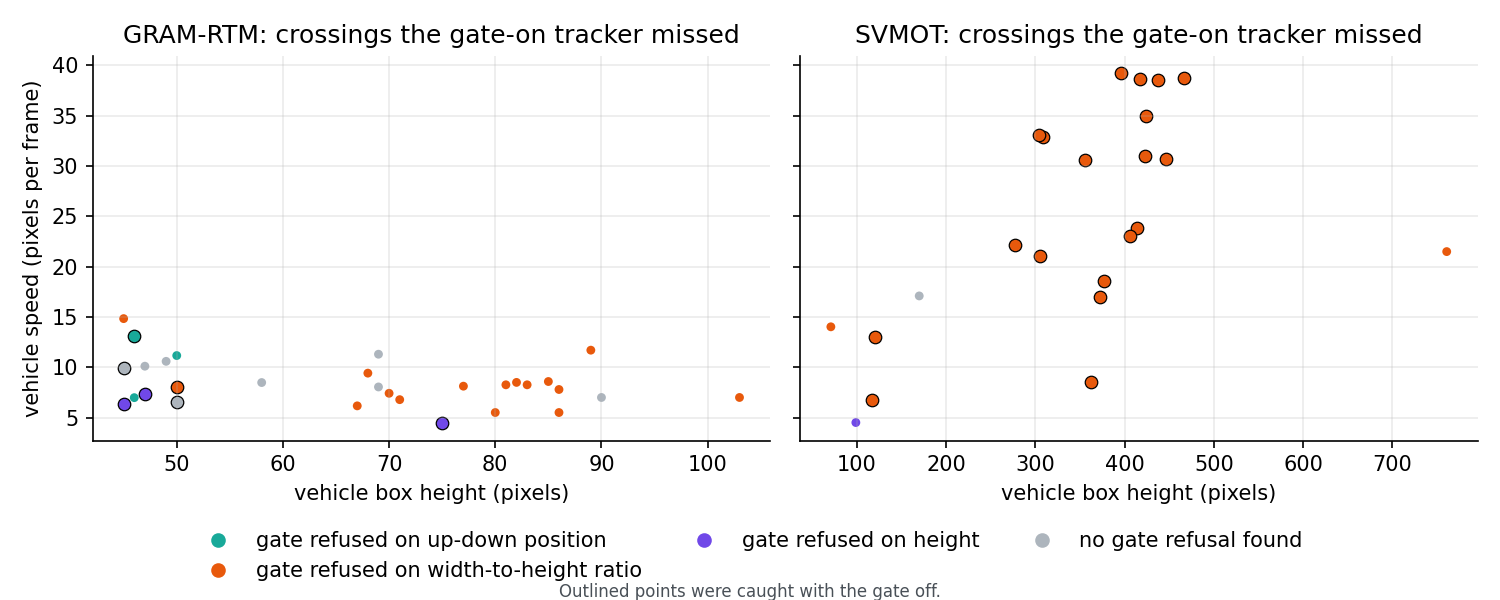 GRAM-RTM: crossings the gate-on tracker missed
SVMOT: crossings the gate-on tracker missed
vehicle speed (pixels per frame)
40
35
30
25
20
15
10
5
50
60
70
80
90
100
100
200
300
400
500
600
700
vehicle box height (pixels)
vehicle box height (pixels)
gate refused on up-down position
gate refused on width-to-height ratio
gate refused on height
no gate refusal found
Outlined points were caught with the gate off.